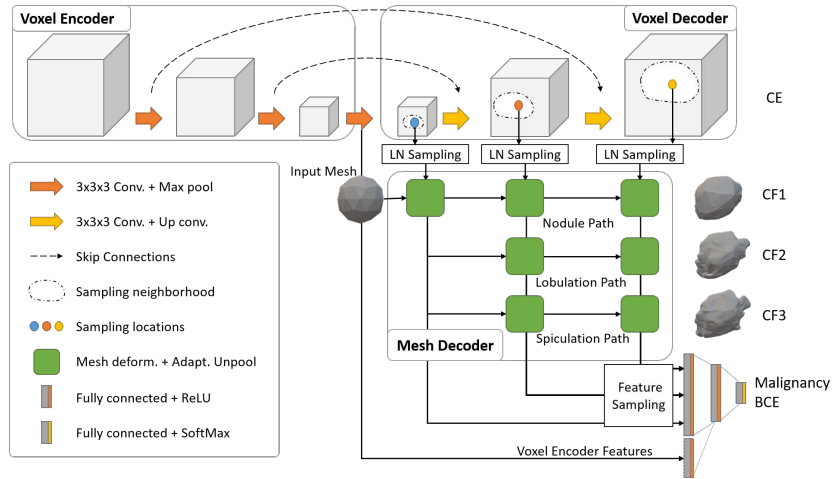 Voxel Encoder
Voxel Decoder
CE
LN Sampling
LN Sampling
LN Sampling
Input Mesh
3x3x3 Conv. + Max pool
3x3x3 Conv. + Up conv.
Skip Connections
Sampling neighborhood
Sampling locations
Mesh deform. + Adapt. Unpool
Fully connected + ReLU
Fully connected + SoftMax
Nodule Path
CF1
Lobulation Path
CF2
Spiculation Path
CF3
Mesh Decoder
Feature
Sampling
Malignancy
BCE
Voxel Encoder Features